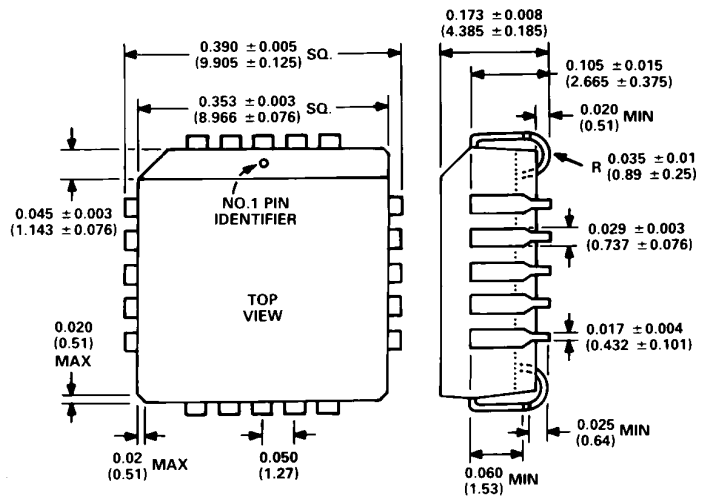 0.390 ±0.005 SQ.
(9.905 ±0.125)
0.353 ±0.003 SQ.
(8.966 ±0.076)
0.045 ±0.003
(1.143 ±0.076)
NO.1 PIN
IDENTIFIER
TOP
VIEW
0.020
(0.51)
MAX
0.02 MAX
(0.51)
0.050
(1.27)
0.173 ±0.008
(4.385 ±0.185)
0.105 ±0.015
(2.665 ±0.375)
0.020 MIN
(0.51)
R 0.035 ±0.01
(0.89 ±0.25)
0.029 ±0.003
(0.737 ±0.076)
0.017 ±0.004
(0.432 ±0.101)
0.025 MIN
(0.64)
0.060 MIN
(1.53)